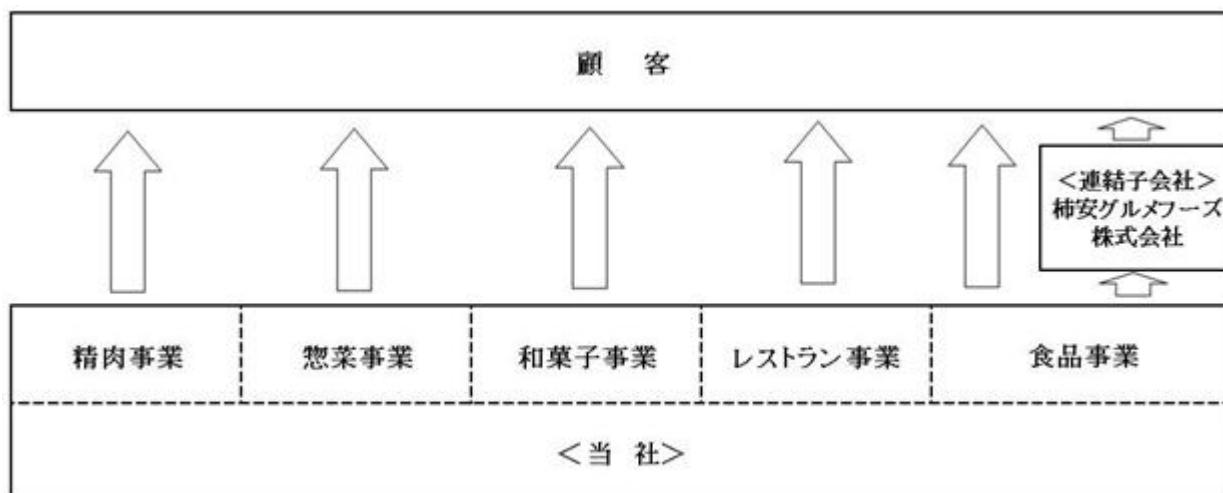 顧 客
＜連結子会社＞
柿安グルメフーズ
株式会社
精肉事業
惣菜事業
和菓子事業
レストラン事業
食品事業
＜当 社＞